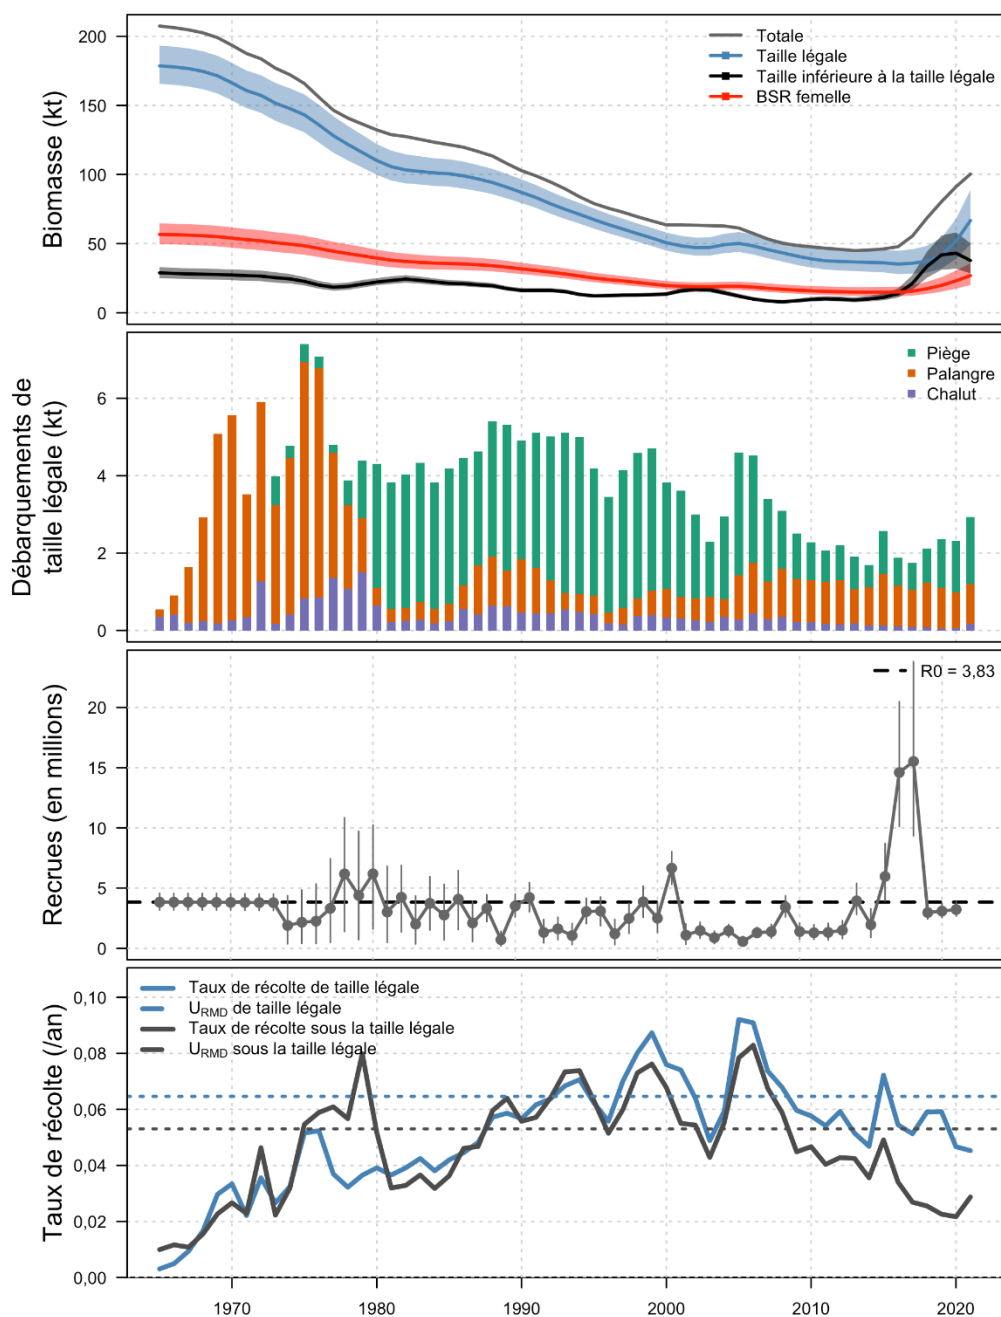 Biomasse (kt)
200
150
100
50
0
Totale
Taille légale
Taille inférieure à la taille légale
BSR femelle
Débarquements de
taille légale (kt)
6
4
2
0
Piège
Palangre
Chalut
Recrues (en millions)
20
15
10
5
0
R0 = 3,83
Taux de récolte (/an)
0,10
0,08
0,06
0,04
0,02
0,00
Taux de récolte de taille légale
URMD de taille légale
Taux de récolte sous la taille légale
URMD sous la taille légale
1970 1980 1990 2000 2010 2020